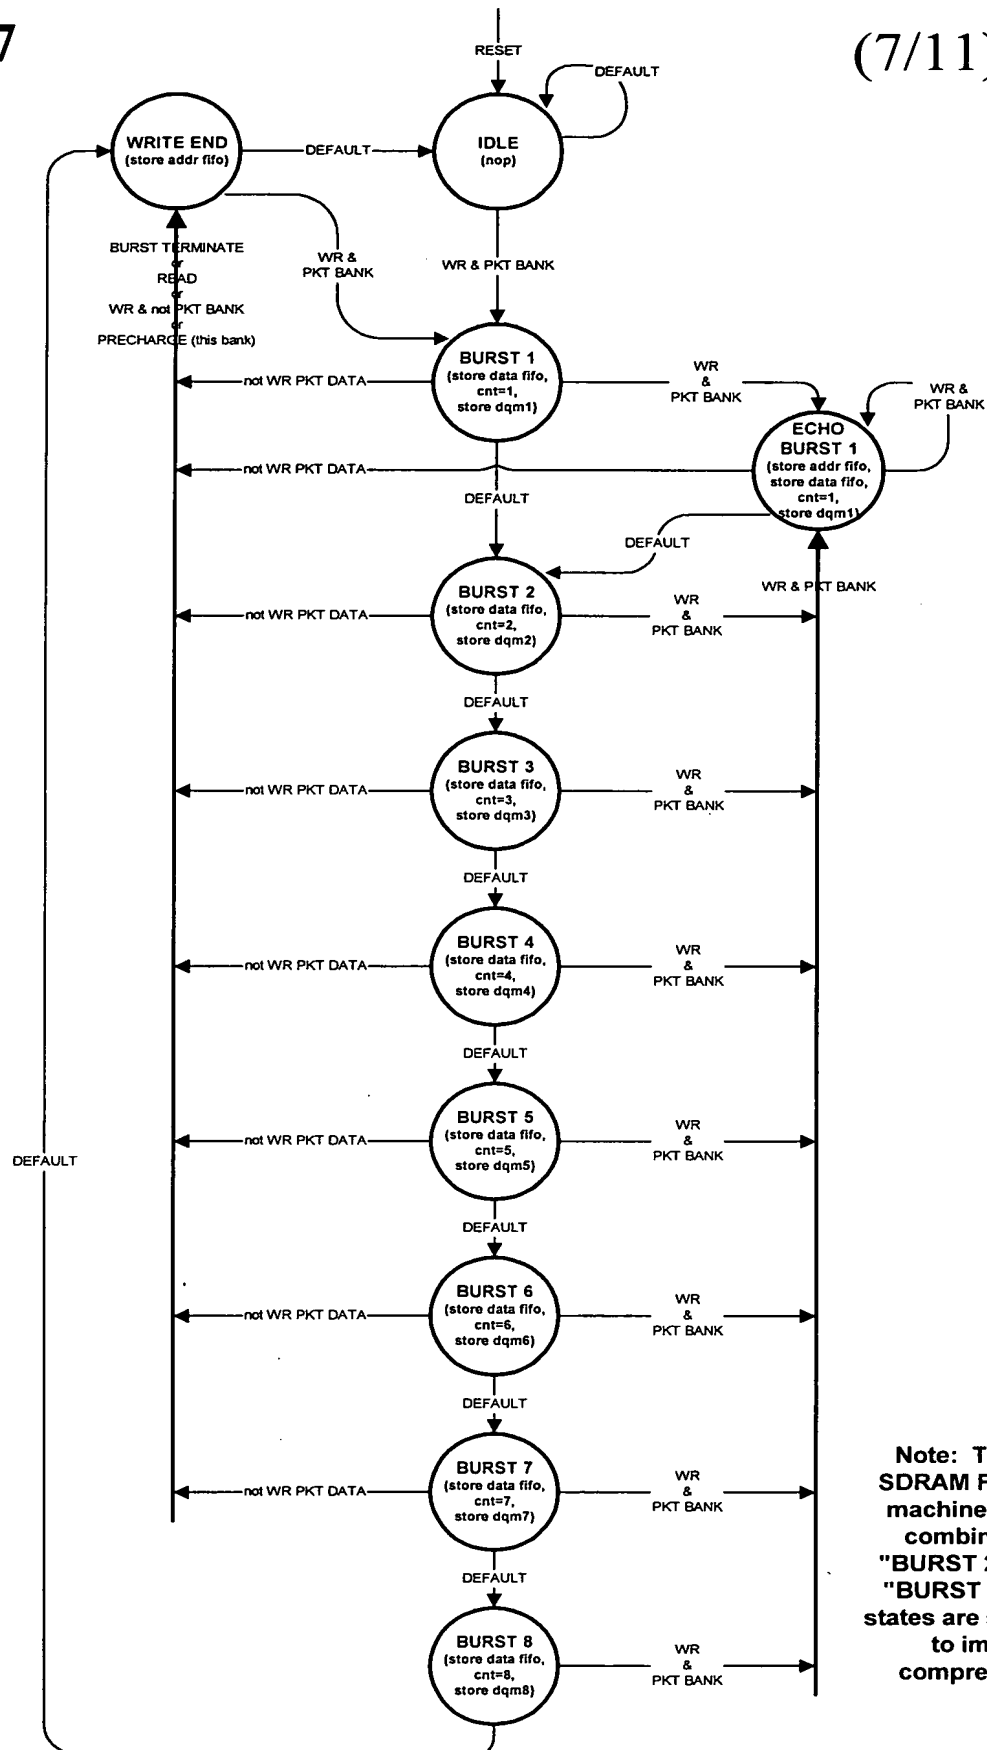 7
(7/11)
RESET
DEFAULT
WRITE END
(store addr fifo)
DEFAULT
IDLE
(nop)
BURST TERMINATE
or
READ
or
WR & not PKT BANK
or
PRECHARGE (this bank)
WR &
PKT BANK
WR & PKT BANK
BURST 1
(store data fifo,
cnt=1,
store dqm1)
not WR PKT DATA
WR
&
PKT BANK
WR &
PKT BANK
ECHO
BURST 1
(store addr fifo,
store data fifo,
cnt=1,
store dqm1)
not WR PKT DATA
DEFAULT
DEFAULT
WR & PKT BANK
BURST 2
(store data fifo,
cnt=2,
store dqm2)
not WR PKT DATA
WR
&
PKT BANK
DEFAULT
BURST 3
(store data fifo,
cnt=3,
store dqm3)
not WR PKT DATA
WR
&
PKT BANK
DEFAULT
BURST 4
(store data fifo,
cnt=4,
store dqm4)
not WR PKT DATA
WR
&
PKT BANK
DEFAULT
BURST 5
(store data fifo,
cnt=5,
store dqm5)
not WR PKT DATA
WR
&
PKT BANK
DEFAULT
DEFAULT
BURST 6
(store data fifo,
cnt=6,
store dqm6)
not WR PKT DATA
WR
&
PKT BANK
DEFAULT
BURST 7
(store data fifo,
cnt=7,
store dqm7)
not WR PKT DATA
WR
&
PKT BANK
DEFAULT
BURST 8
(store data fifo,
cnt=8,
store dqm8)
WR
&
PKT BANK
Note:
SDRAM
machine
combin
"BURST
"BURST
states are
to im
compre